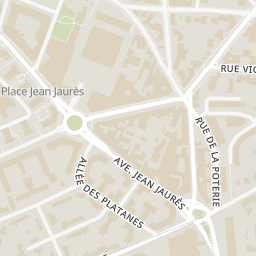 RUE VIC
Place Jean Jaurès
RUE DE LA POTERIE
AVE. JEAN JAURÈS
ALLÉE DES PLATANES